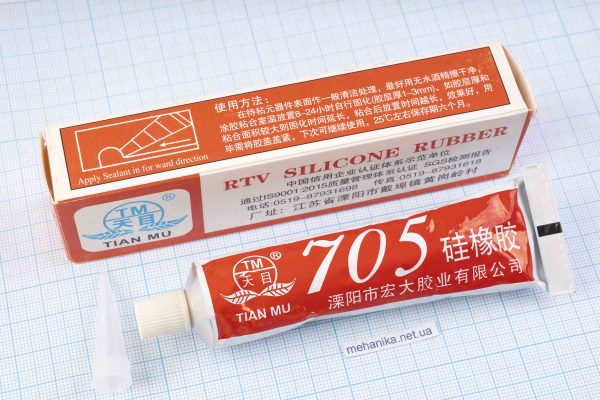 使用方法:
在待粘元器件表面作一般清洁处理,最好用无水酒精擦干净,
涂胶粘合室温放置8-24小时自行固化(胶层厚1-3mm)、如胶层厚和
粘合面积较大则固化时间延长,粘合后放置时间越长,效果好,用
毕需将胶盖盖紧,下次可继续使用,25℃左右保存期六个月。
Apply Sealant in for ward direction
RTV SILICONE RUBBER
中国信用企业认证体系示范单位
通过IS9001:2015质量管理体系认证 SGS检测报告
电话:0519-87931698 传真:0519-87931618
厂址:江苏省溧阳市戴埠镇黄岗岭村
TM
天目
®
TIAN MU
TM
天目
®
TIAN MU
705 硅橡胶
溧阳市宏大胶业有限公司
mehanika.net.ua